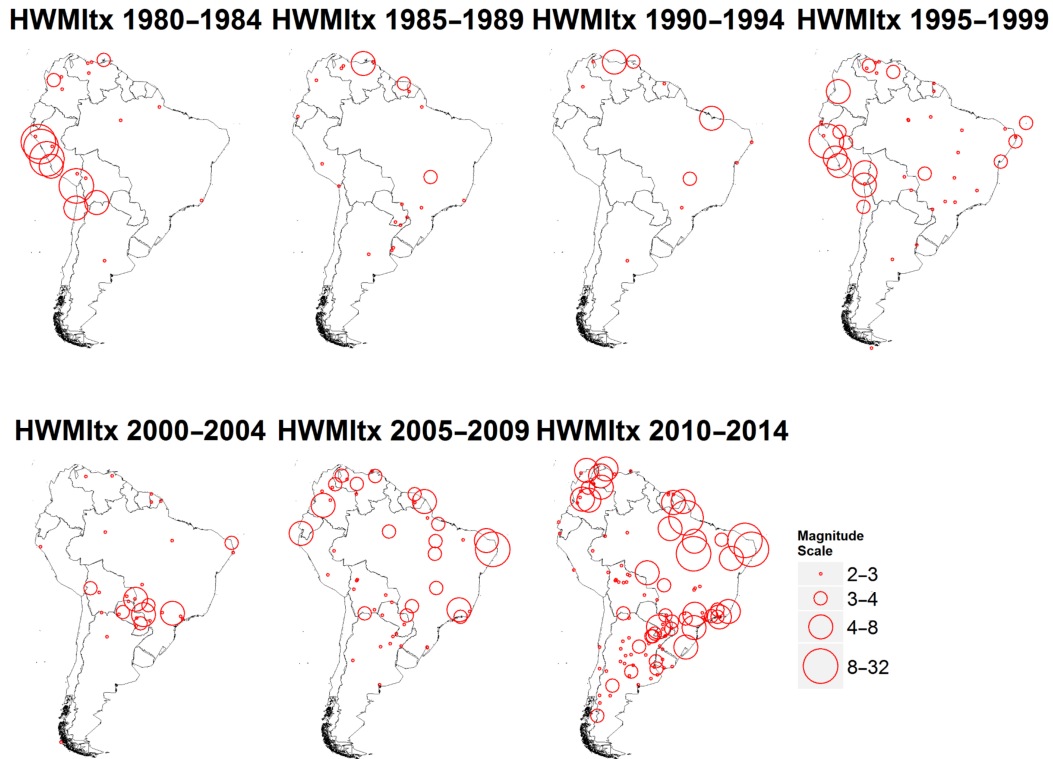 HWMItx 1980−1984
HWMItx 1985−1989
HWMItx 1990−1994
HWMItx 1995−1999
HWMItx 2000−2004
HWMItx 2005−2009
HWMItx 2010−2014
Magnitude
Scale
2−3
3−4
4−8
8−32